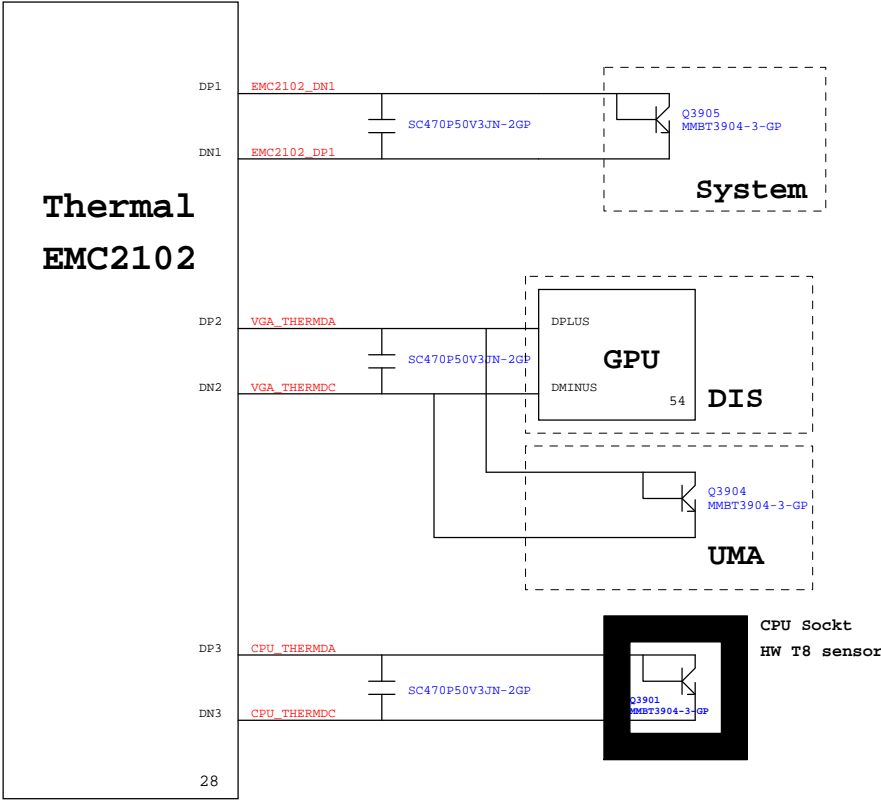 DP1
EMC2102_DN1
Q3905
MMBT3904-3-GP
SC470P50V3JN-2GP
DN1
EMC2102_DP1
System
Thermal
EMC2102
DP2
VGA_THERMDA
DPLUS
SC470P50V3JN-2GP
GPU
DN2
VGA_THERMDC
DMINUS
54
DIS
Q3904
MMBT3904-3-GP
UMA
CPU Sockt
HW T8 sensor
DP3
CPU_THERMDA
SC470P50V3JN-2GP
Q3901
MMBT3904-3-GP
DN3
CPU_THERMDC
28